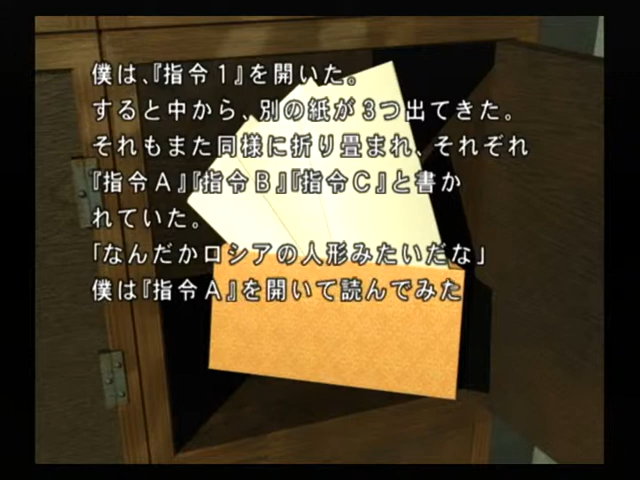 僕は、『指令１』を開いた。
すると中から、別の紙が３つ出てきた。
それもまた同様に折り畳まれ、それぞれ
『指令Ａ』『指令Ｂ』『指令Ｃ』と書か
れていた。
「なんだかロシアの人形みたいだな」
僕は『指令Ａ』を開いて読んでみた